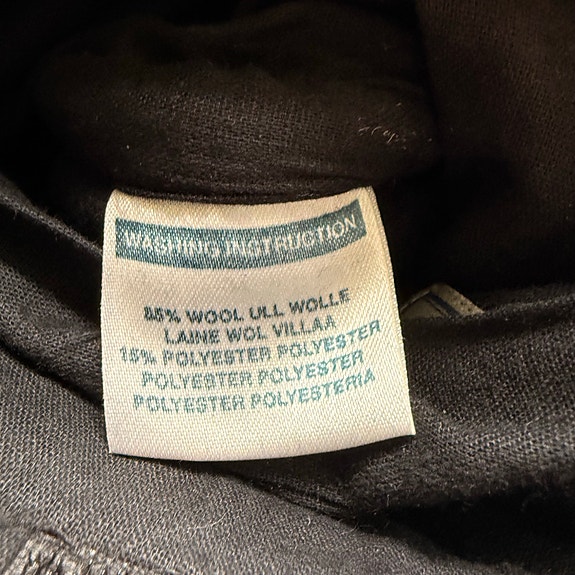 WASHING INSTRUCTION
85% WOOL ULL WOLLE
LAINE WOL VILLAA
15% POLYESTER POLYESTER
POLYESTER POLYESTER
POLYESTER POLYESTERIA